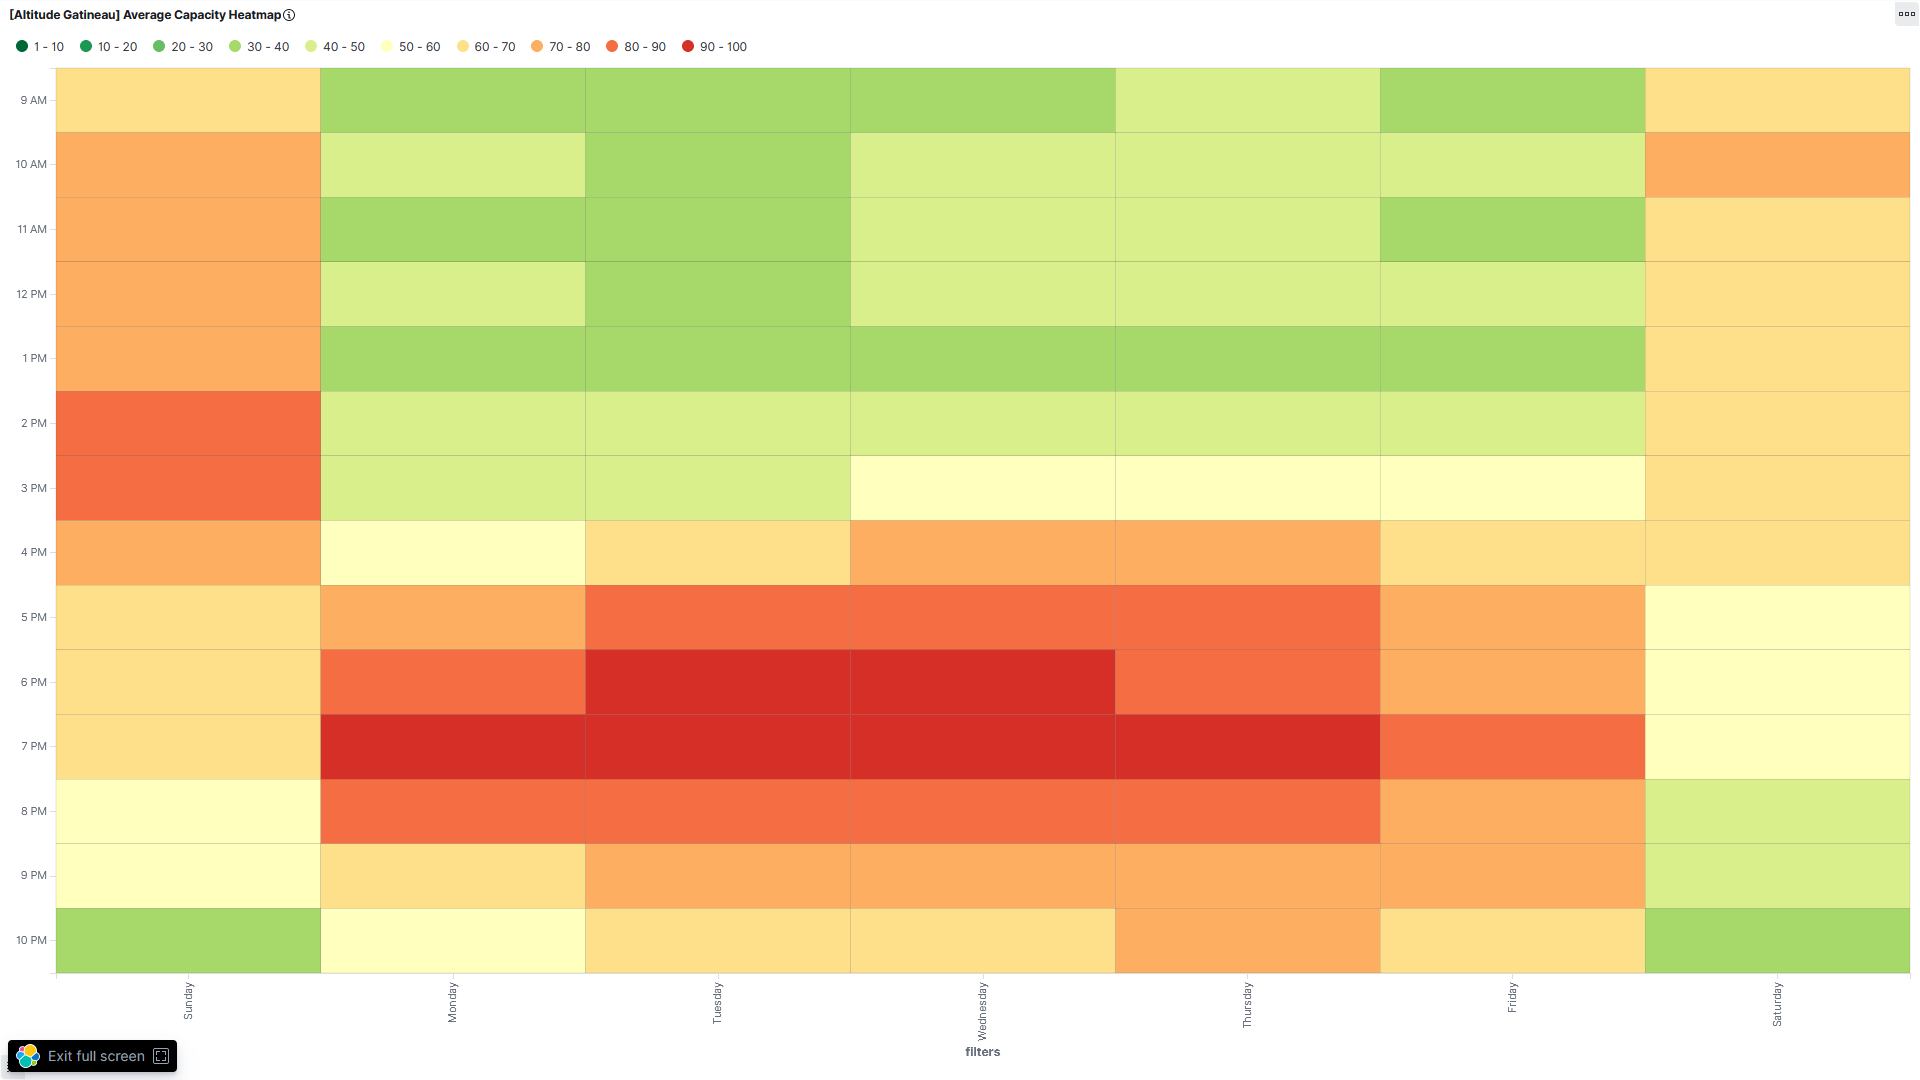 [Altitude Gatineau] Average Capacity Heatmap
1 - 10 10 - 20 20 - 30 30 - 40 40 - 50 50 - 60 60 - 70 70 - 80 80 - 90 90 - 100
9 AM
10 AM
11 AM
12 PM
1 PM
2 PM
3 PM
4 PM
5 PM
6 PM
7 PM
8 PM
9 PM
10 PM
Sunday Monday Tuesday Wednesday Thursday Friday Saturday
filters
Exit full screen